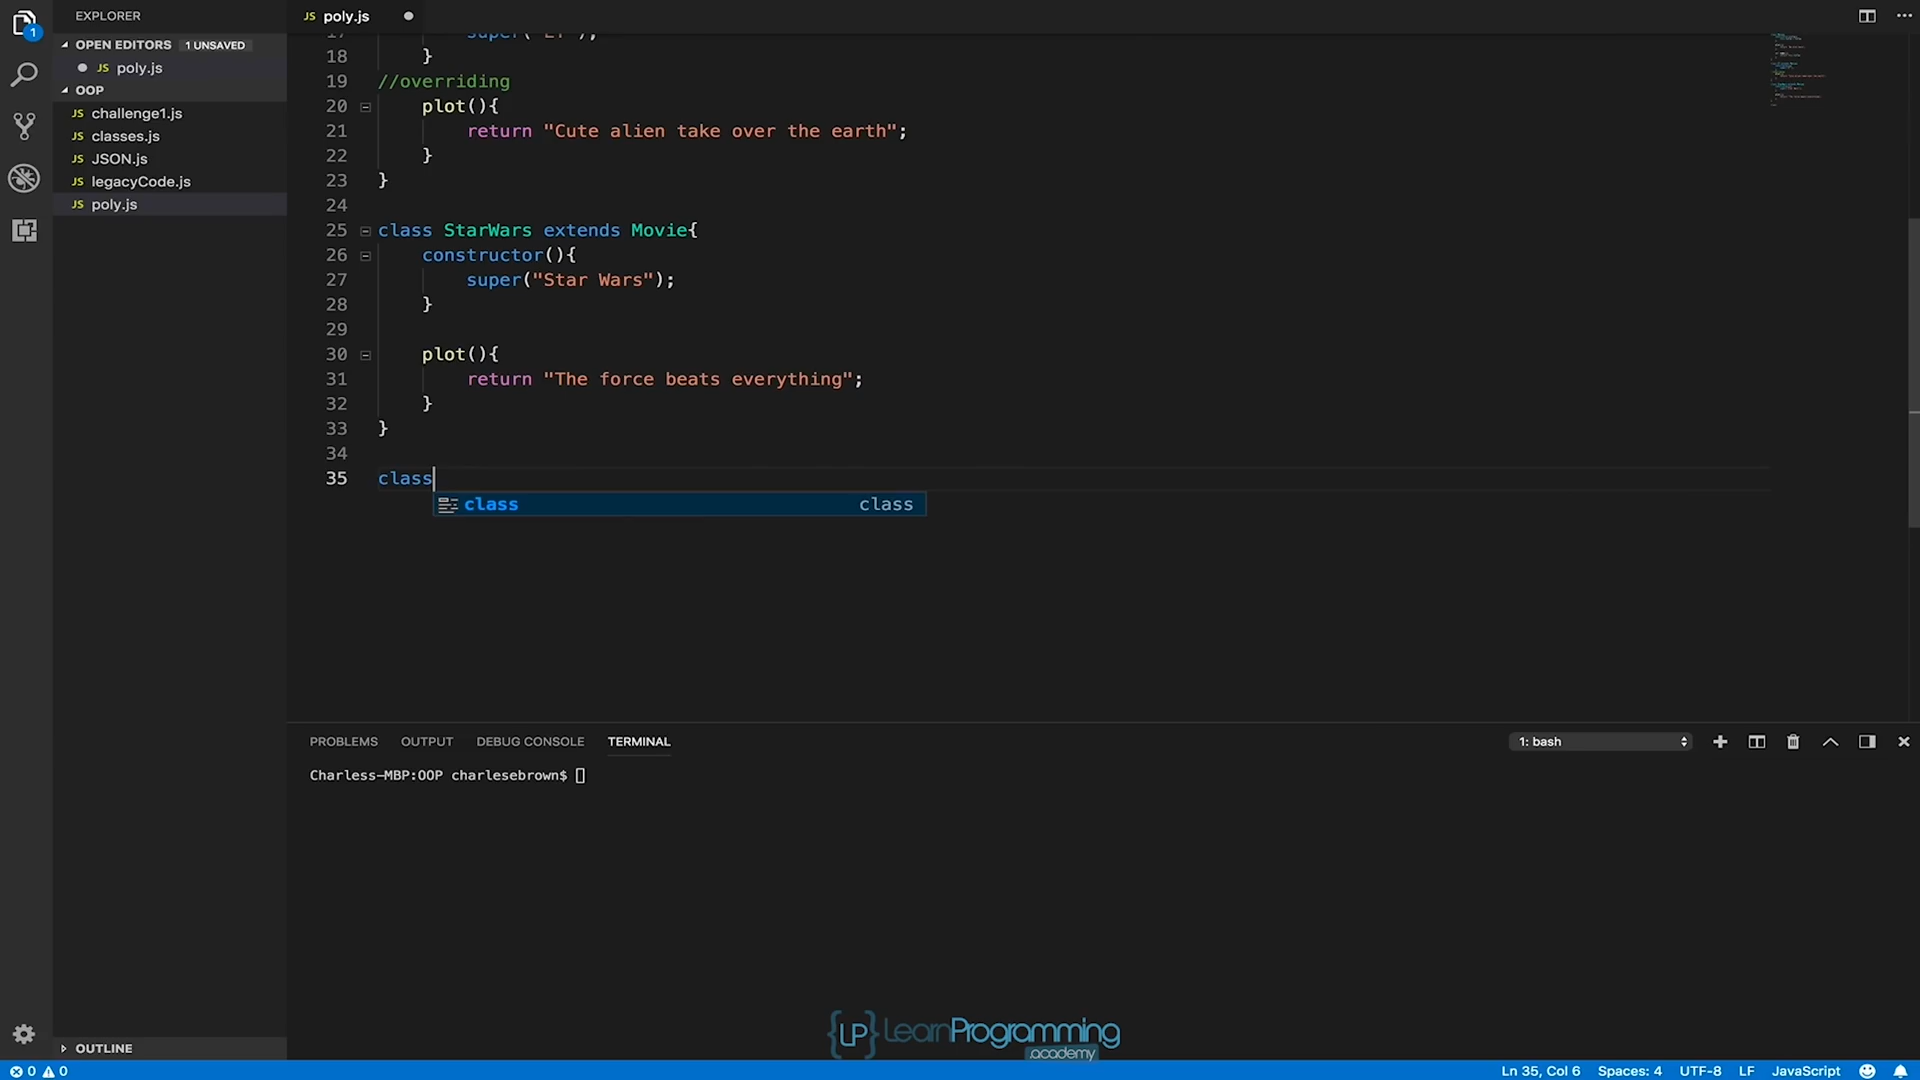 EXPLORER
JS poly.js
1
OPEN EDITORS 1 UNSAVED
JS poly.js
OOP
JS challenge1.js
JS classes.js
JS JSON.js
JS legacyCode.js
JS poly.js
17 super("ET");
18 }
19 //overriding
20 plot(){
21 return "Cute alien take over the earth";
22 }
23 }
24
25 class StarWars extends Movie{
26 constructor(){
27 super("Star Wars");
28 }
29
30 plot(){
31 return "The force beats everything";
32 }
33 }
34
35 class
class class
PROBLEMS OUTPUT DEBUG CONSOLE TERMINAL 1: bash
Charless-MBP:OOP charlesebrown$
{LP} LearnProgramming
.academy
OUTLINE
0 0 Ln 35, Col 6 Spaces: 4 UTF-8 LF JavaScript